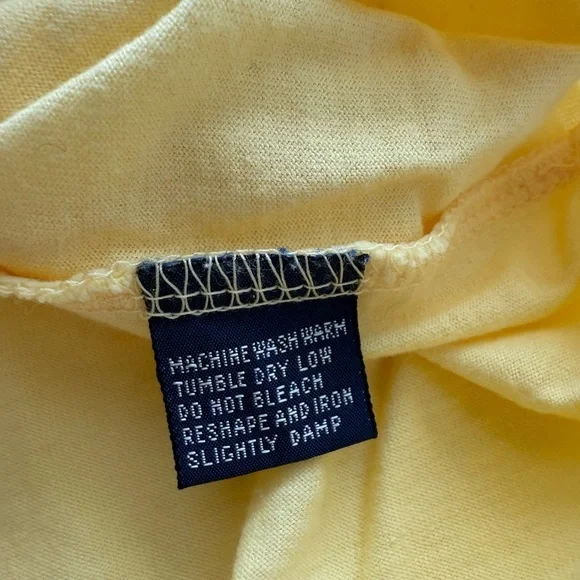 MACHINE WASH WARM
TUMBLE DRY LOW
DO NOT BLEACH
RESHAPE AND IRON
SLIGHTLY DAMP